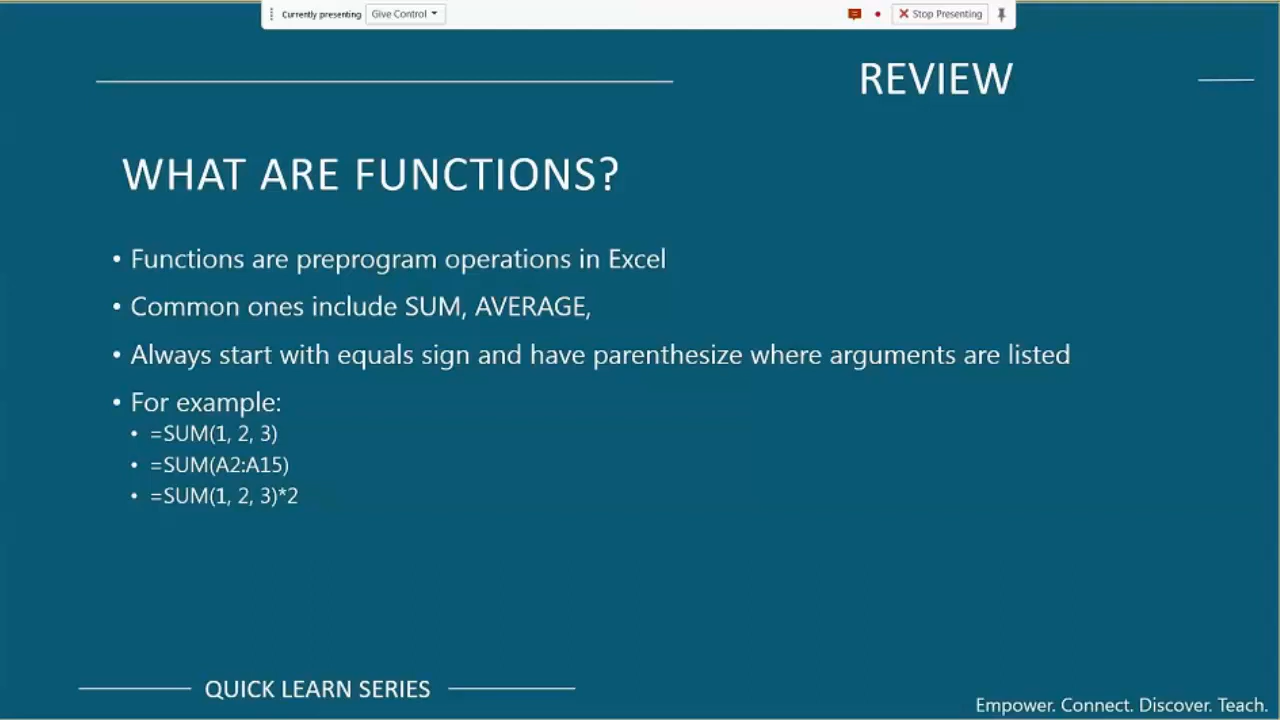 Currently presenting Give Control Stop Presenting
REVIEW
WHAT ARE FUNCTIONS?
• Functions are preprogram operations in Excel
• Common ones include SUM, AVERAGE,
• Always start with equals sign and have parenthesize where arguments are listed
• For example:
• =SUM(1, 2, 3)
• =SUM(A2:A15)
• =SUM(1, 2, 3)*2
QUICK LEARN SERIES
Empower. Connect. Discover. Teach.